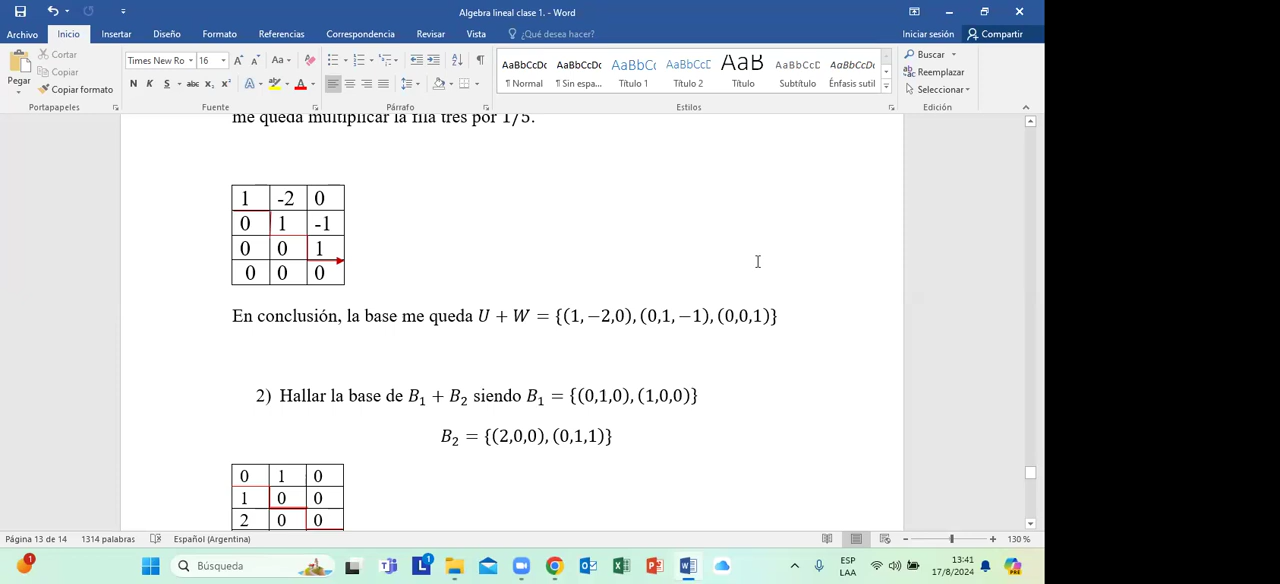 Algebra lineal clase 1. - Word
Archivo Inicio Insertar Diseño Formato Referencias Correspondencia Revisar Vista ¿Qué desea hacer? Iniciar sesión Compartir
Pegar
Cortar
Copiar
Copiar formato
Times New Ro 16
N K S abc x₂ x²
AaBbCcDc AaBbCcDc AaBbC( AaBbCcD AaB AaBbCcD AaBbCcDc
¶ Normal ¶ Sin espa... Título 1 Título 2 Título Subtítulo Énfasis sutil
Buscar
Reemplazar
Seleccionar
Portapapeles Fuente Párrafo Estilos Edición
me queda multiplicar la fila tres por 1/5.
1 -2 0
0 1 -1
0 0 1
0 0 0
En conclusión, la base me queda U + W = {(1, −2,0), (0,1, −1), (0,0,1)}
2) Hallar la base de B₁ + B₂ siendo B₁ = {(0,1,0), (1,0,0)}
B₂ = {(2,0,0), (0,1,1)}
0 1 0
1 0 0
2 0 0
Página 13 de 14 1314 palabras Español (Argentina) 130 %
1 Búsqueda 1 ESP 13:41
LAA 17/8/2024